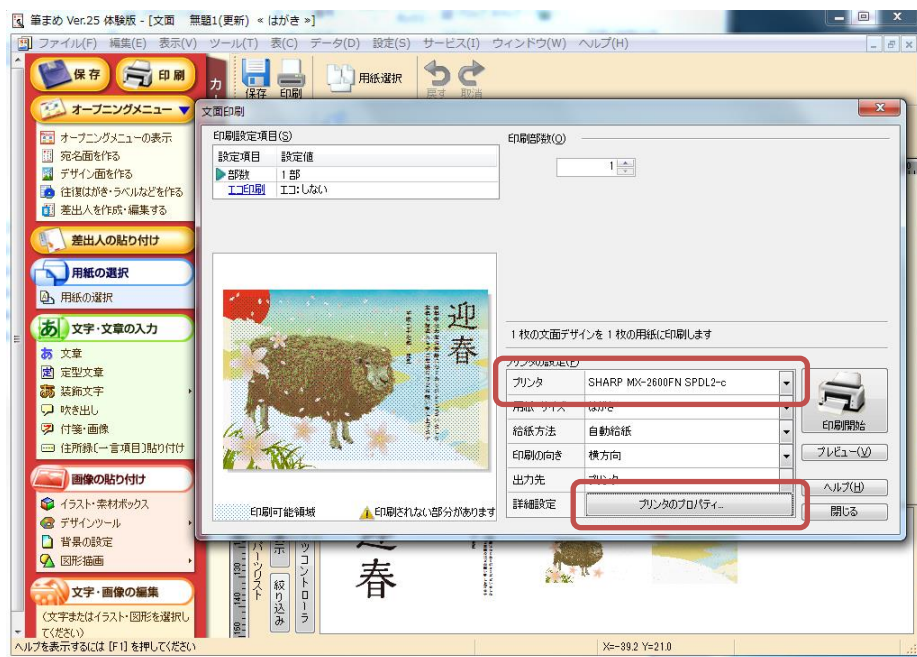 筆まめ Ver.25 体験版 - [文面　無題1(更新) « はがき »]
ファイル(F) 編集(E) 表示(V) ツール(T) 表(C) データ(D) 設定(S) サービス(I) ウィンドウ(W) ヘルプ(H)
保存 印刷
保存 印刷 用紙選択 戻す 取消
オープニングメニュー
オープニングメニューの表示
宛名面を作る
デザイン面を作る
往復はがき・ラベルなどを作る
差出人を作成・編集する
差出人の貼り付け
用紙の選択
用紙の選択
文字・文章の入力
文章
定型文章
装飾文字
吹き出し
付箋・画像
住所録(一言項目)貼り付け
画像の貼り付け
イラスト・素材ボックス
デザインツール
背景の設定
図形描画
文字・画像の編集
(文字またはイラスト・図形を選択し
てください)
文面印刷
印刷設定項目(S)
設定項目 設定値
部数 1 部
エコ印刷 エコ:しない
印刷部数(O)
1
迎春
印刷可能領域 印刷されない部分があります
1 枚の文面デザインを 1 枚の用紙に印刷します
プリンタの設定(P)
プリンタ SHARP MX-2600FN SPDL2-c
用紙・サイズ はがき
給紙方法 自動給紙
印刷の向き 横方向
出力先 プリンタ
詳細設定 プリンタのプロパティ...
印刷開始
プレビュー(V)
ヘルプ(H)
閉じる
パーツリスト
絞り込み
ツコントローラ
春
ヘルプを表示するには [F1] を押してください
X=-39.2 Y=21.0